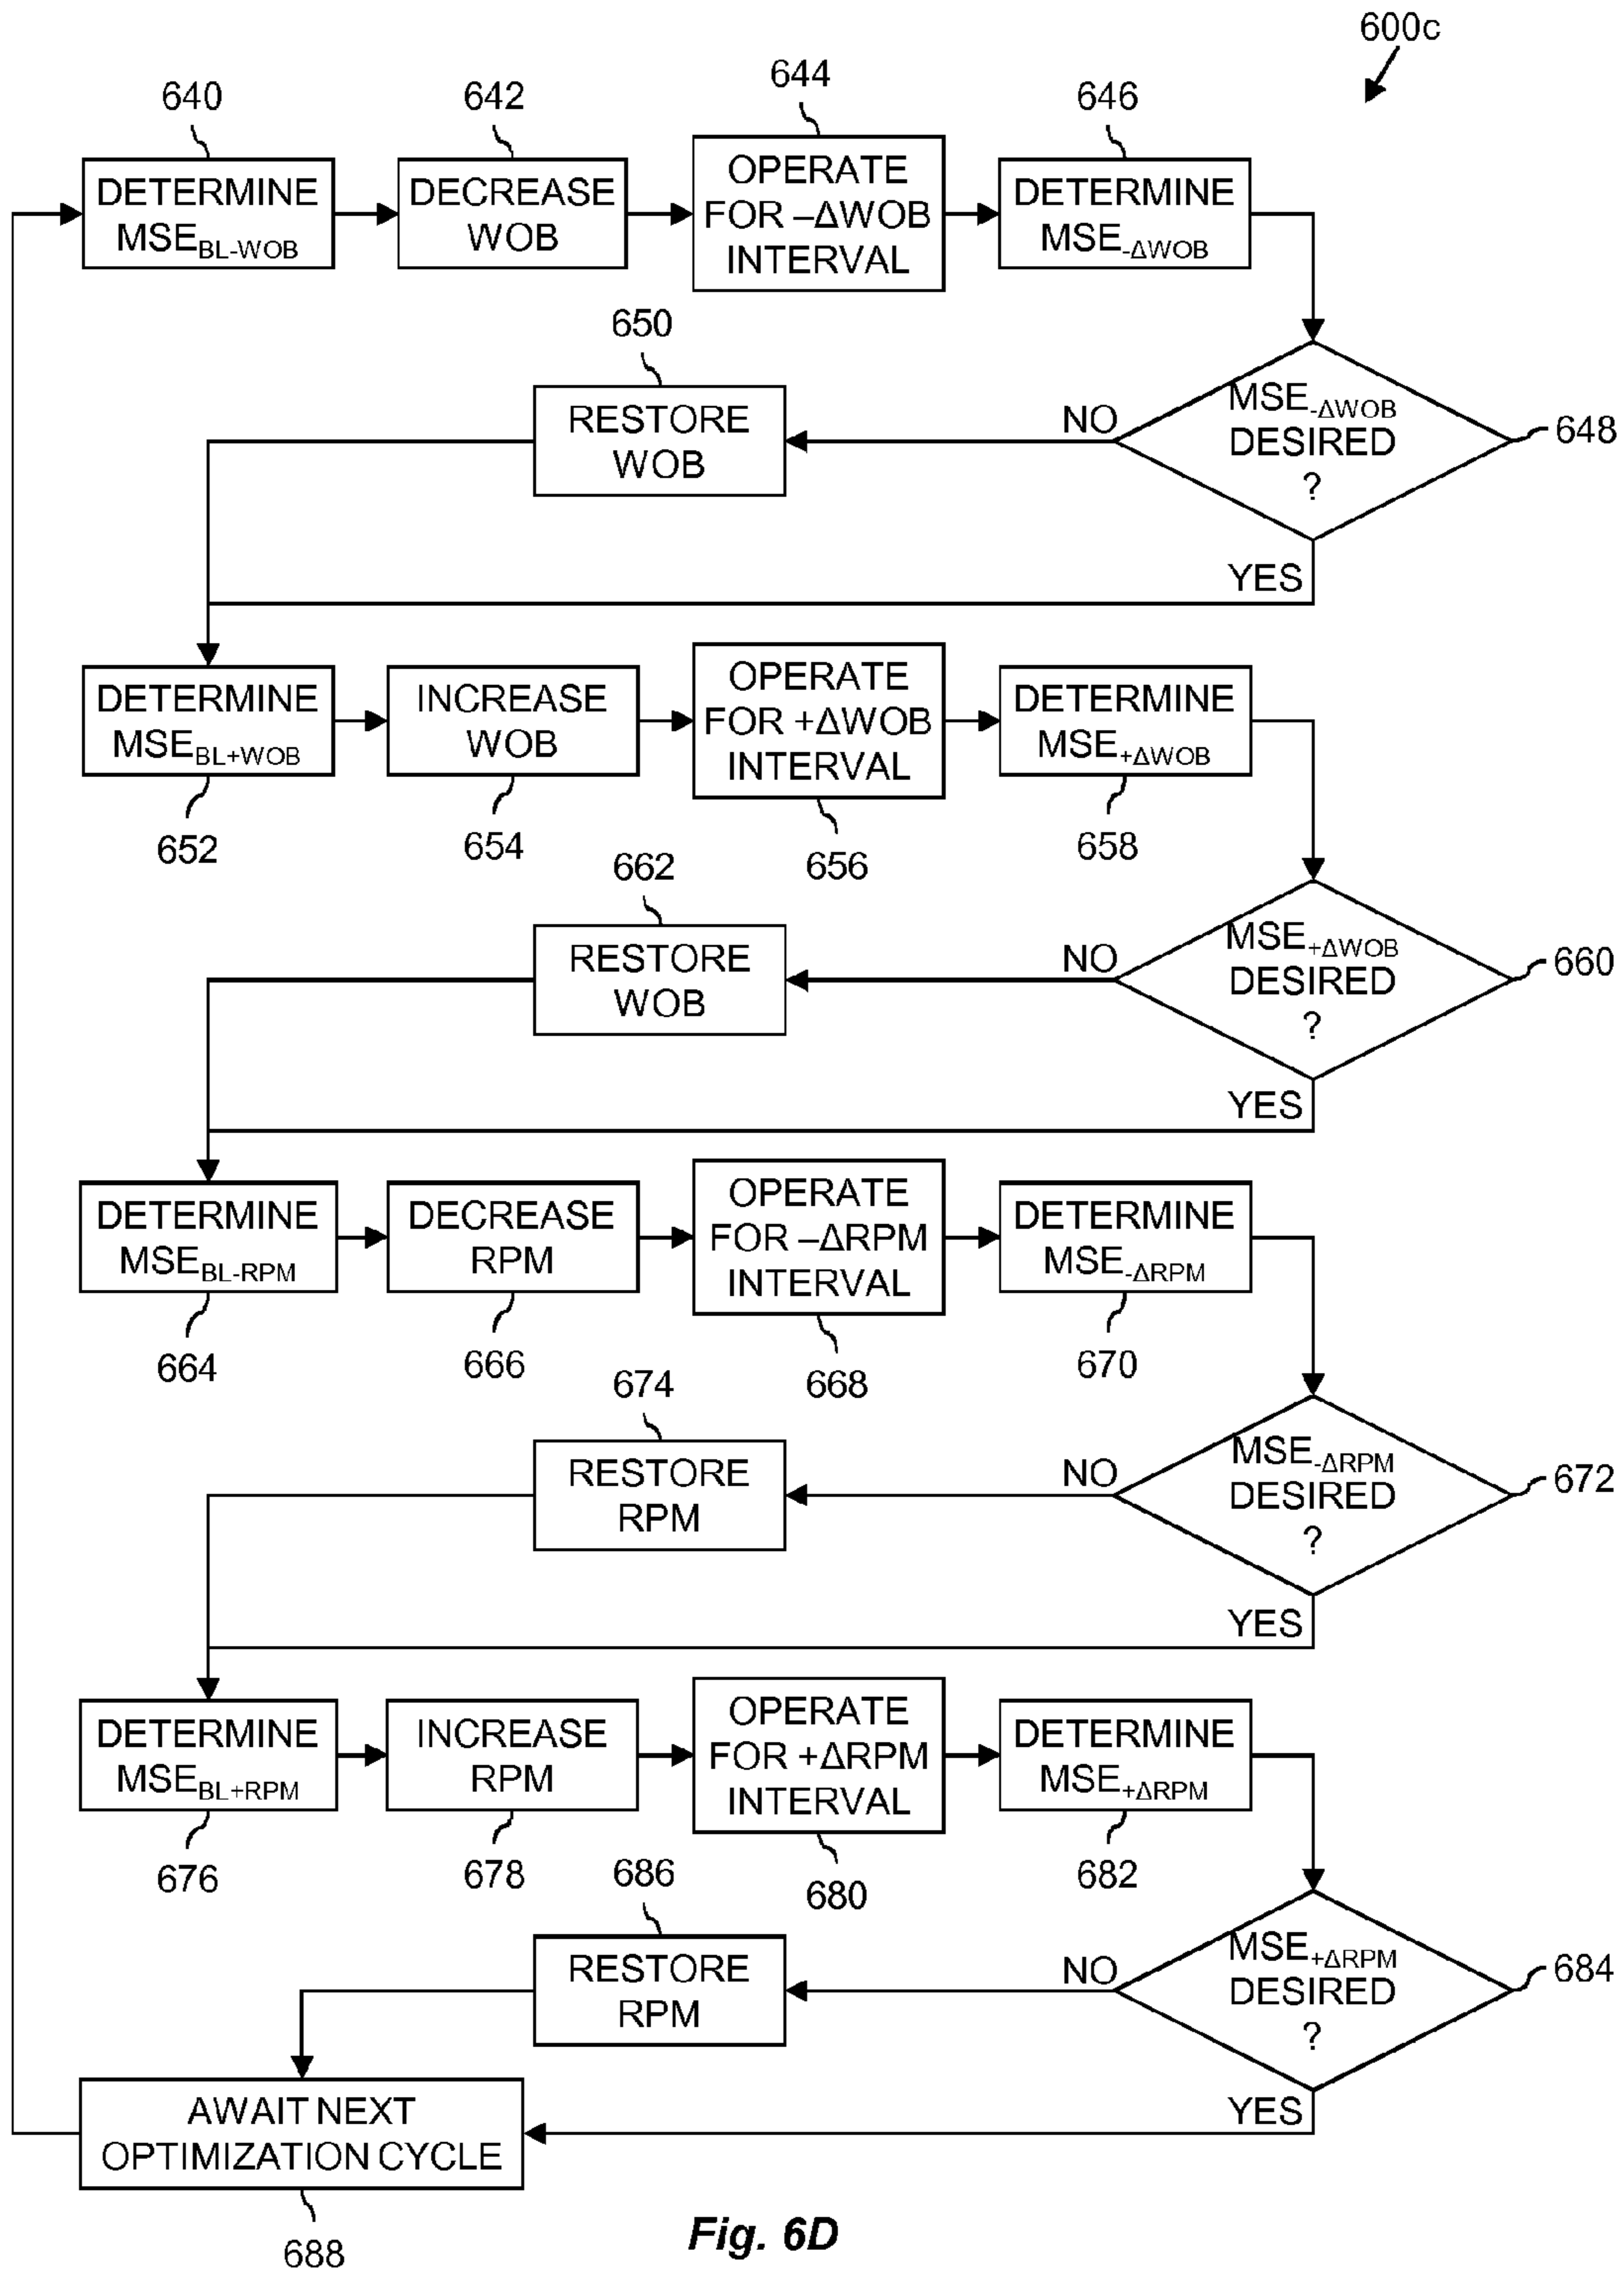 600c
640
642
644
646
DETERMINE
MSEBL-WOB
DECREASE
WOB
OPERATE
FOR –ΔWOB
INTERVAL
DETERMINE
MSE-ΔWOB
650
RESTORE
WOB
NO
MSE-ΔWOB
DESIRED
?
648
YES
DETERMINE
MSEBL+WOB
INCREASE
WOB
OPERATE
FOR +ΔWOB
INTERVAL
DETERMINE
MSE+ΔWOB
652
654
656
658
662
RESTORE
WOB
NO
MSE+ΔWOB
DESIRED
?
660
YES
DETERMINE
MSEBL-RPM
DECREASE
RPM
OPERATE
FOR –ΔRPM
INTERVAL
DETERMINE
MSE-ΔRPM
664
666
668
670
674
RESTORE
RPM
NO
MSE-ΔRPM
DESIRED
?
672
YES
DETERMINE
MSEBL+RPM
INCREASE
RPM
OPERATE
FOR +ΔRPM
INTERVAL
DETERMINE
MSE+ΔRPM
676
678
680
682
686
RESTORE
RPM
NO
MSE+ΔRPM
DESIRED
?
684
YES
AWAIT NEXT
OPTIMIZATION CYCLE
688
Fig. 6D